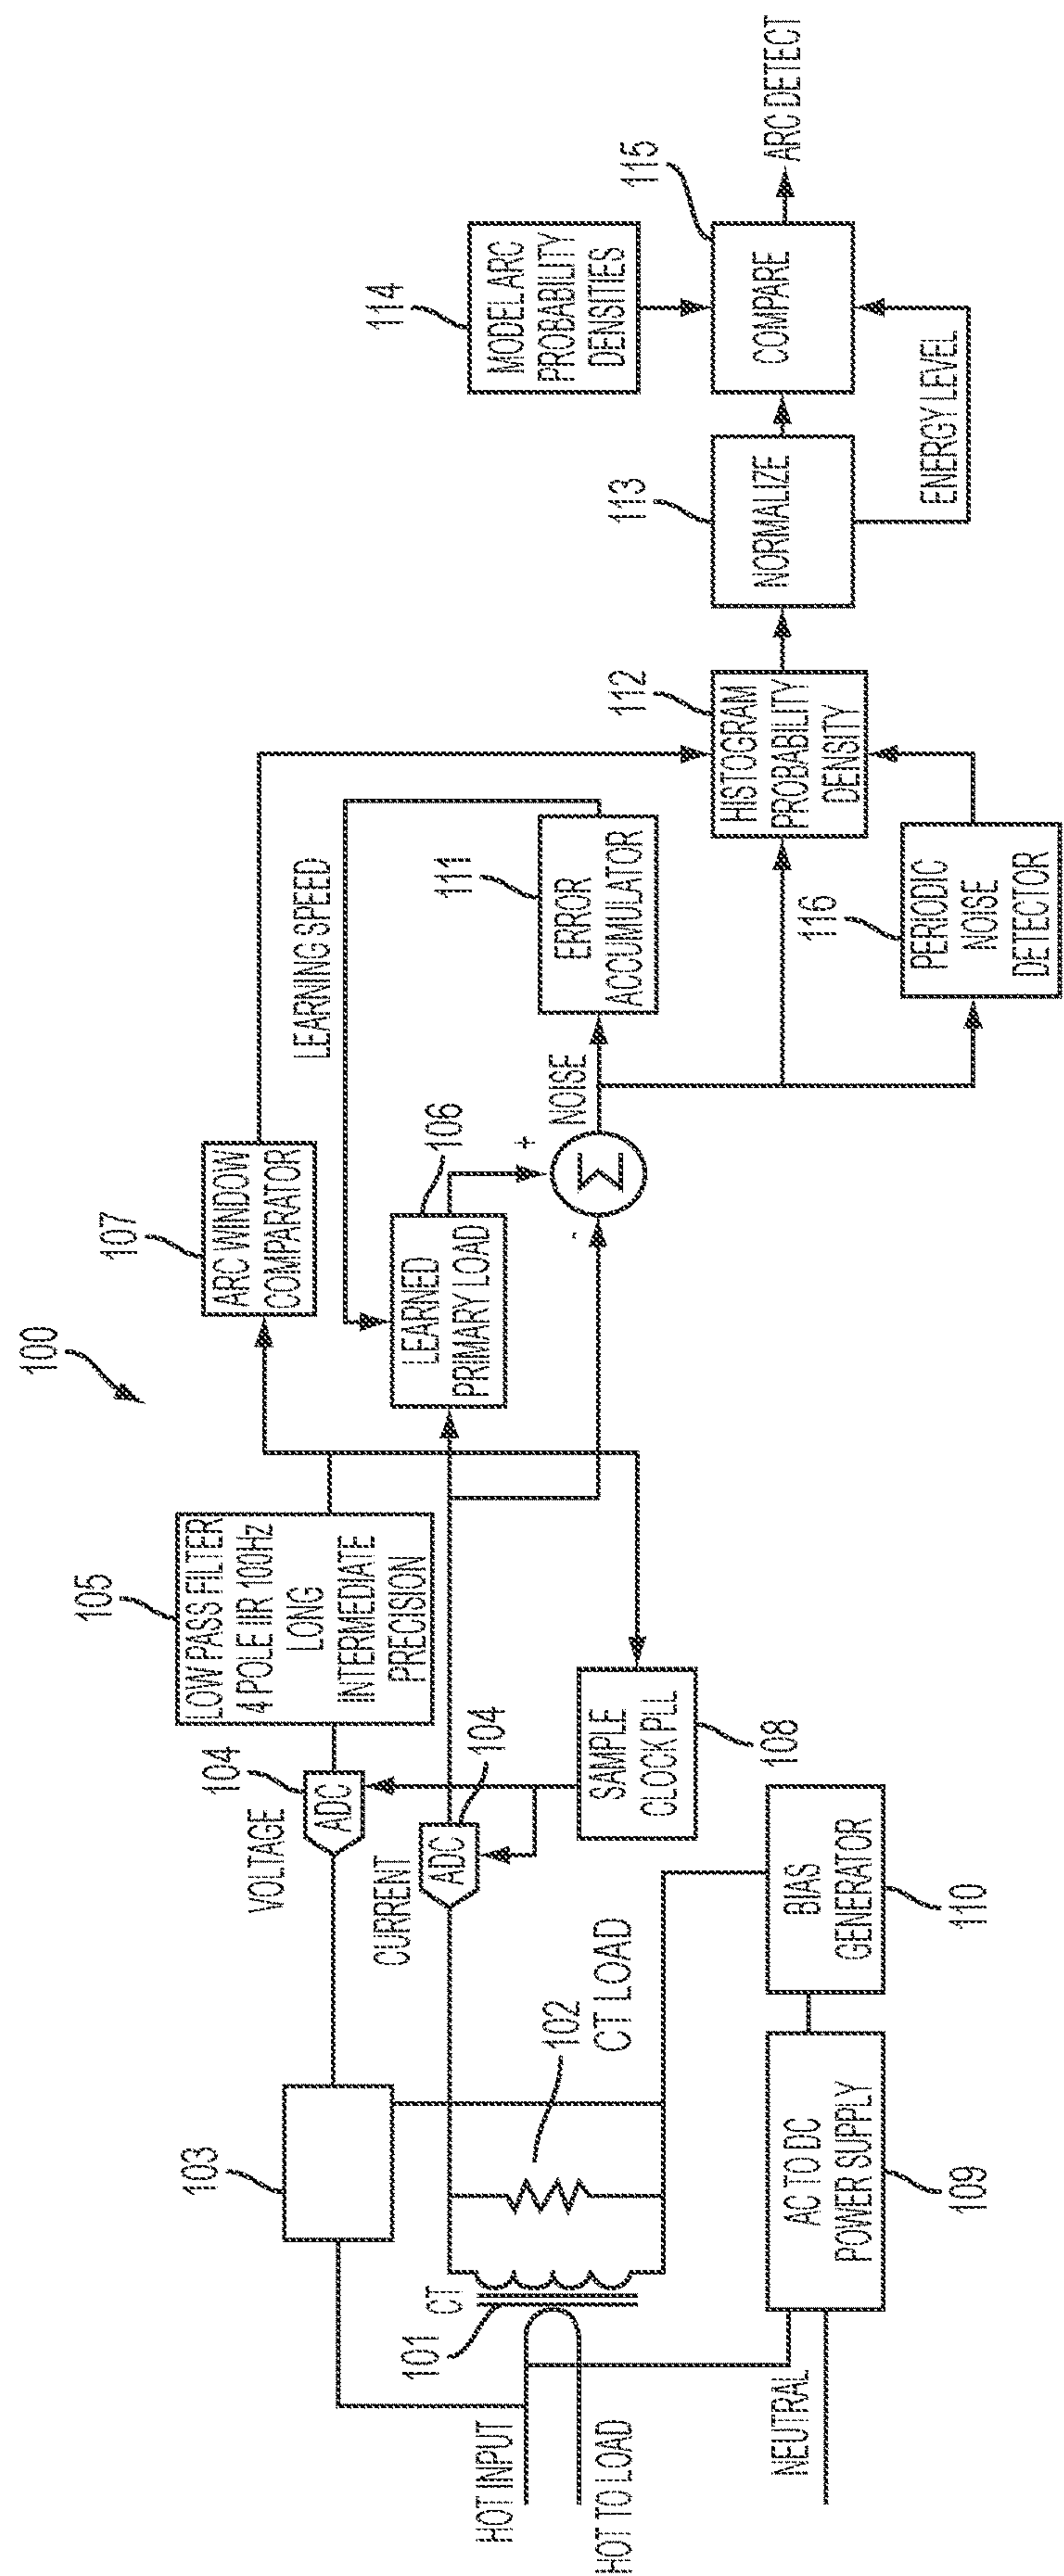 100
HOT INPUT
HOT TO LOAD
NEUTRAL
101
CT
102
CT LOAD
103
VOLTAGE
104
ADC
CURRENT
104
ADC
105
LOW PASS FILTER
4 POLE IIR 100Hz
LONG
INTERMEDIATE
PRECISION
SAMPLE
CLOCK PLL
108
AC TO DC
POWER SUPPLY
109
BIAS
GENERATOR
110
107
ARC WINDOW
COMPARATOR
106
LEARNED
PRIMARY LOAD
LEARNING SPEED
+
-
Σ
NOISE
111
ERROR
ACCUMULATOR
112
HISTOGRAM
PROBABILITY
DENSITY
116
PERIODIC
NOISE
DETECTOR
113
NORMALIZE
ENERGY LEVEL
114
MODEL ARC
PROBABILITY
DENSITIES
115
COMPARE
ARC DETECT